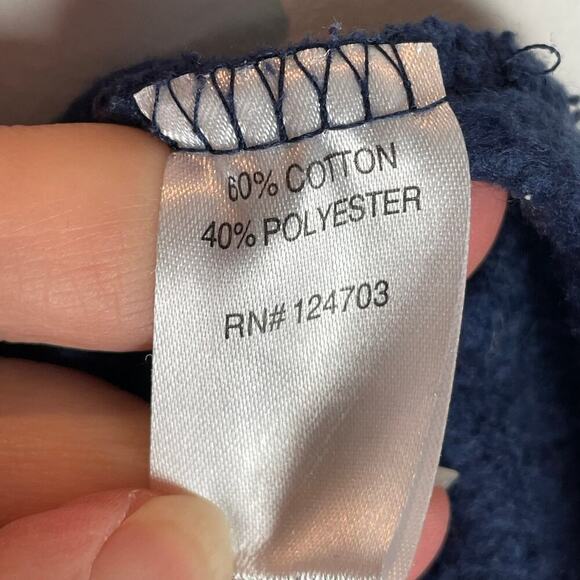 60% COTTON
40% POLYESTER
RN# 124703